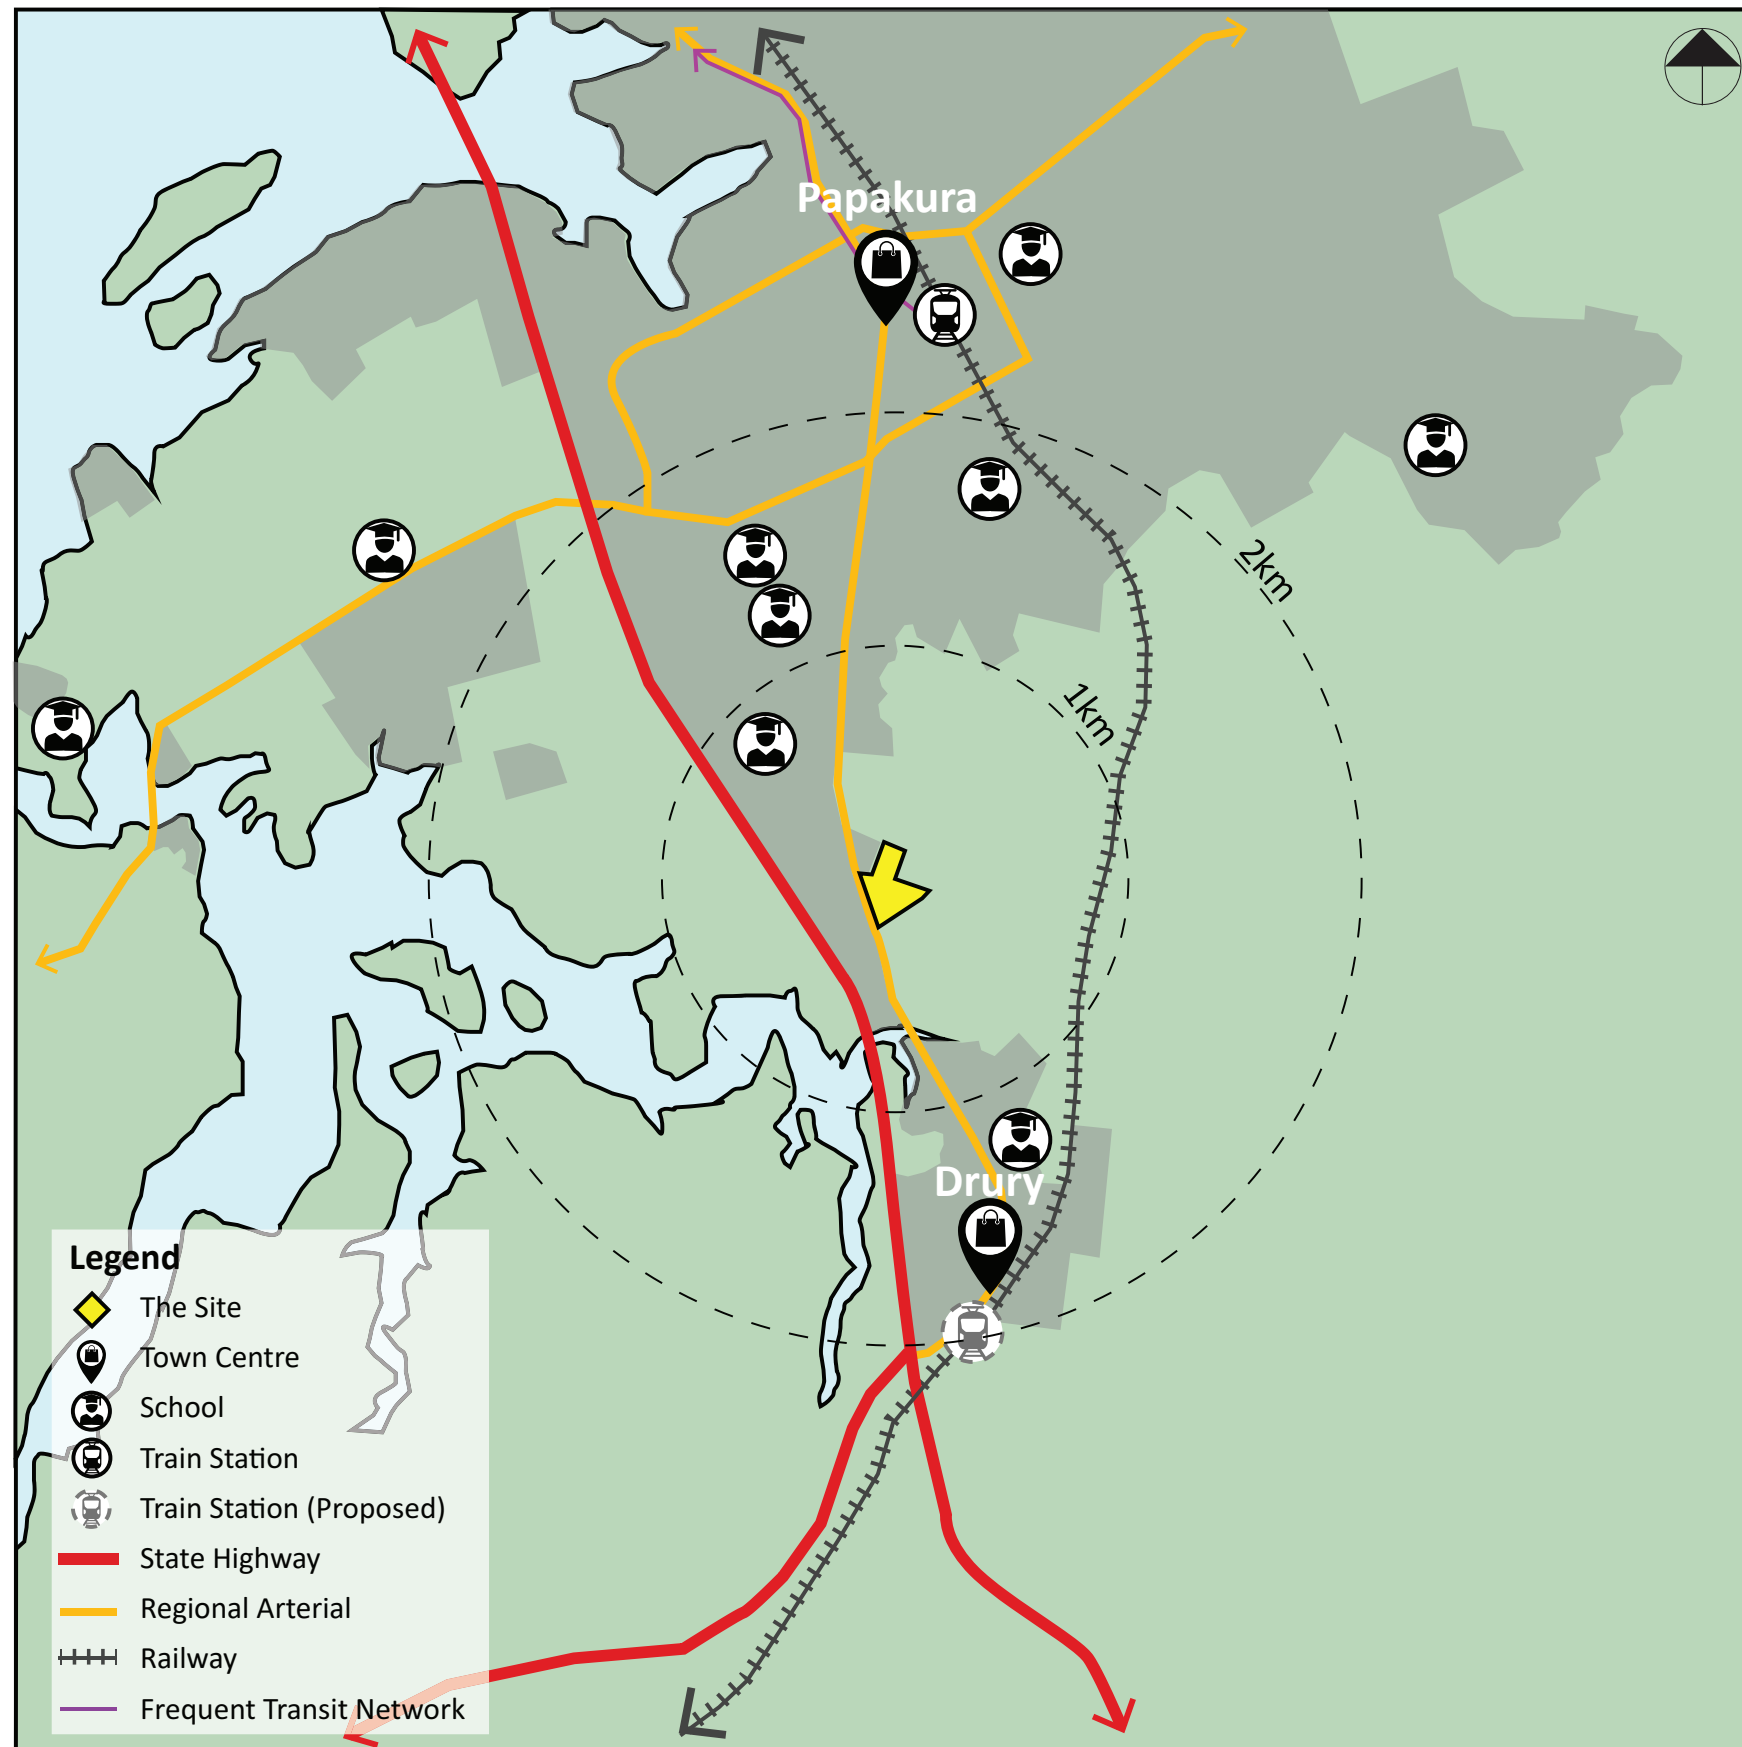 Papakura
2km
1km
Drury
Legend
The Site
Town Centre
School
Train Station
Train Station (Proposed)
State Highway
Regional Arterial
Railway
Frequent Transit Network